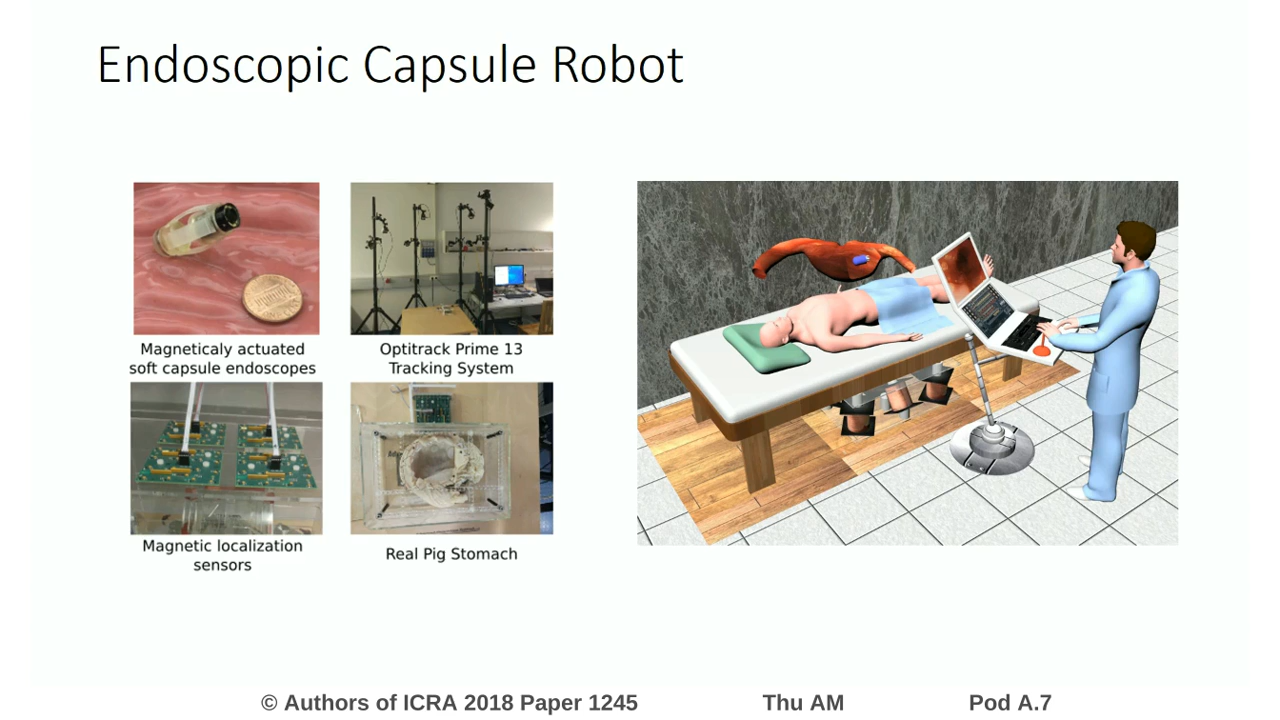 Endoscopic Capsule Robot
Magneticaly actuated
soft capsule endoscopes
Optitrack Prime 13
Tracking System
Magnetic localization
sensors
Real Pig Stomach
© Authors of ICRA 2018 Paper 1245 Thu AM Pod A.7